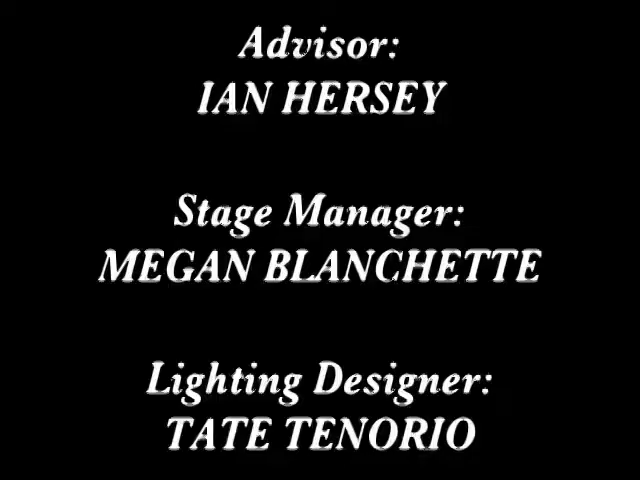 Advisor:
IAN HERSEY
Stage Manager:
MEGAN BLANCHETTE
Lighting Designer:
TATE TENORIO